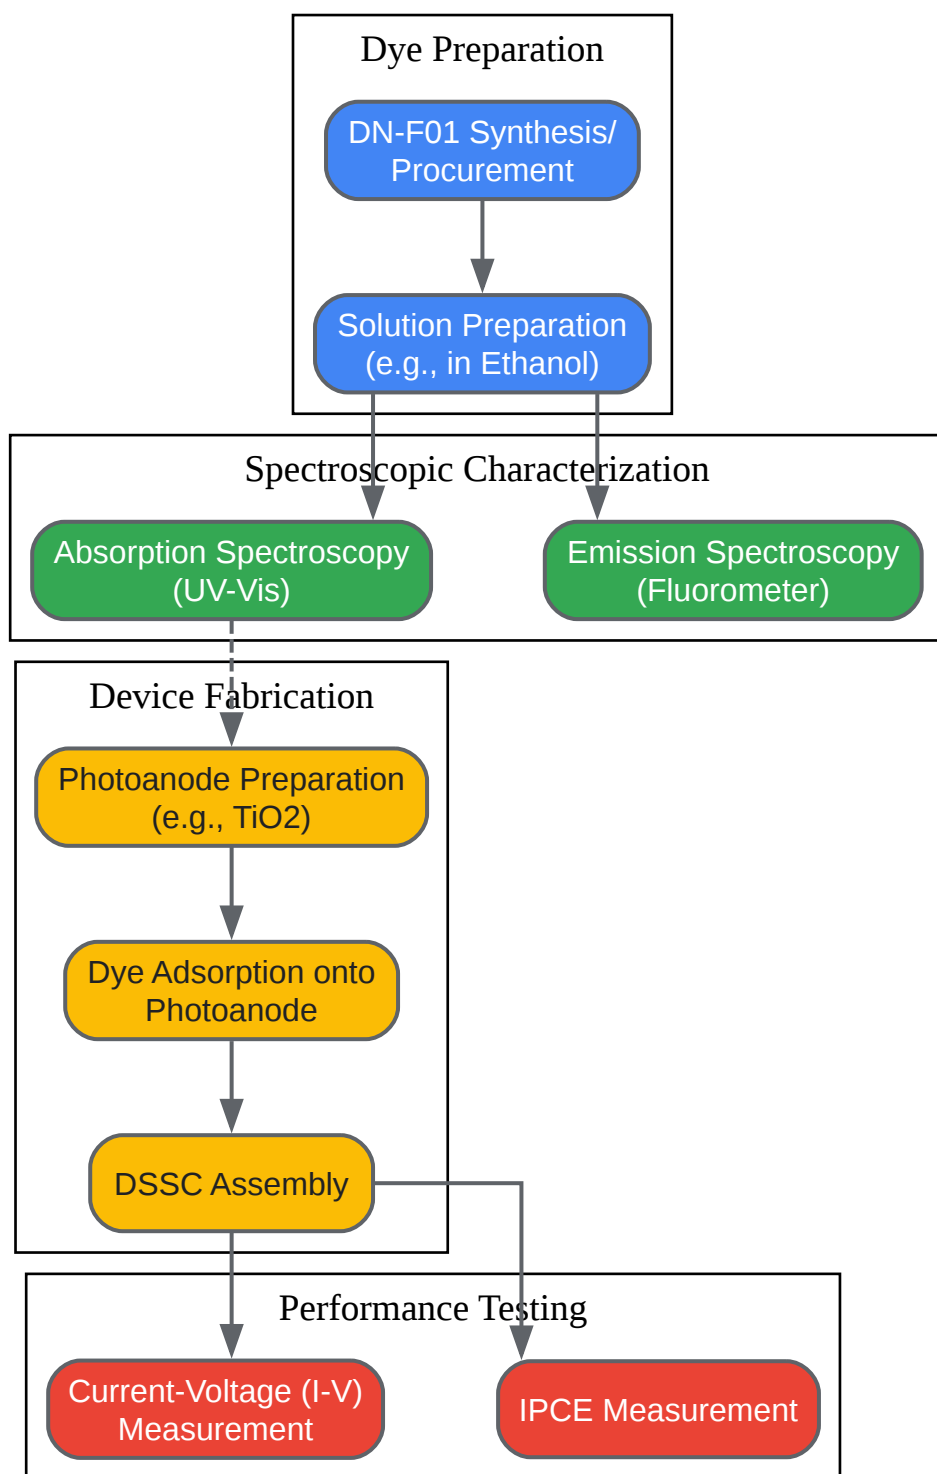 Dye Preparation
DN-F01 Synthesis/
Procurement
Solution Preparation
(e.g., in Ethanol)
Spectroscopic Characterization
Absorption Spectroscopy
(UV-Vis)
Emission Spectroscopy
(Fluorometer)
Device Fabrication
Photoanode Preparation
(e.g., TiO2)
Dye Adsorption onto
Photoanode
DSSC Assembly
Performance Testing
Current-Voltage (I-V)
Measurement
IPCE Measurement